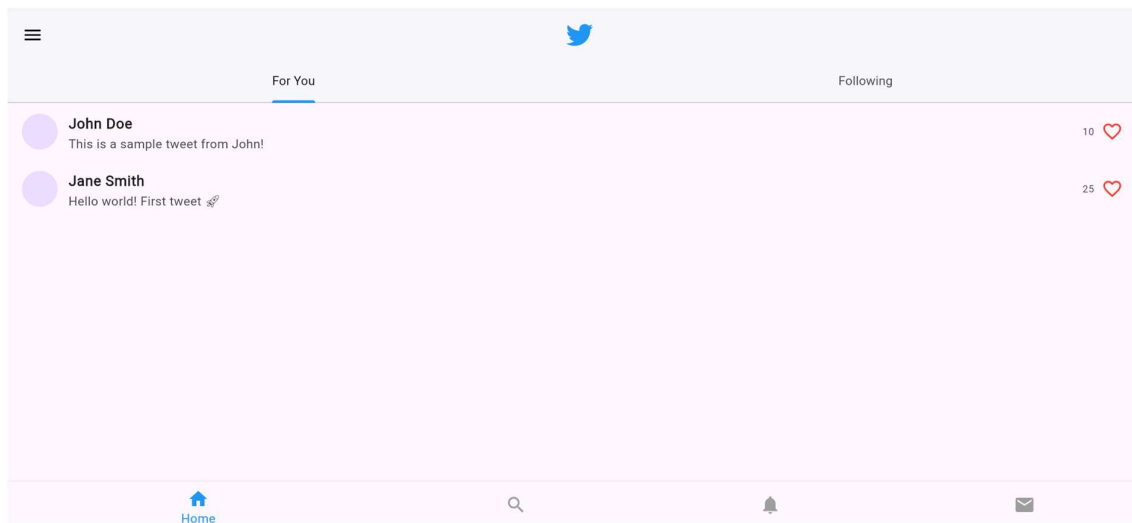 For You
Following
John Doe
This is a sample tweet from John!
10
Jane Smith
Hello world! First tweet 🚀
25
Home